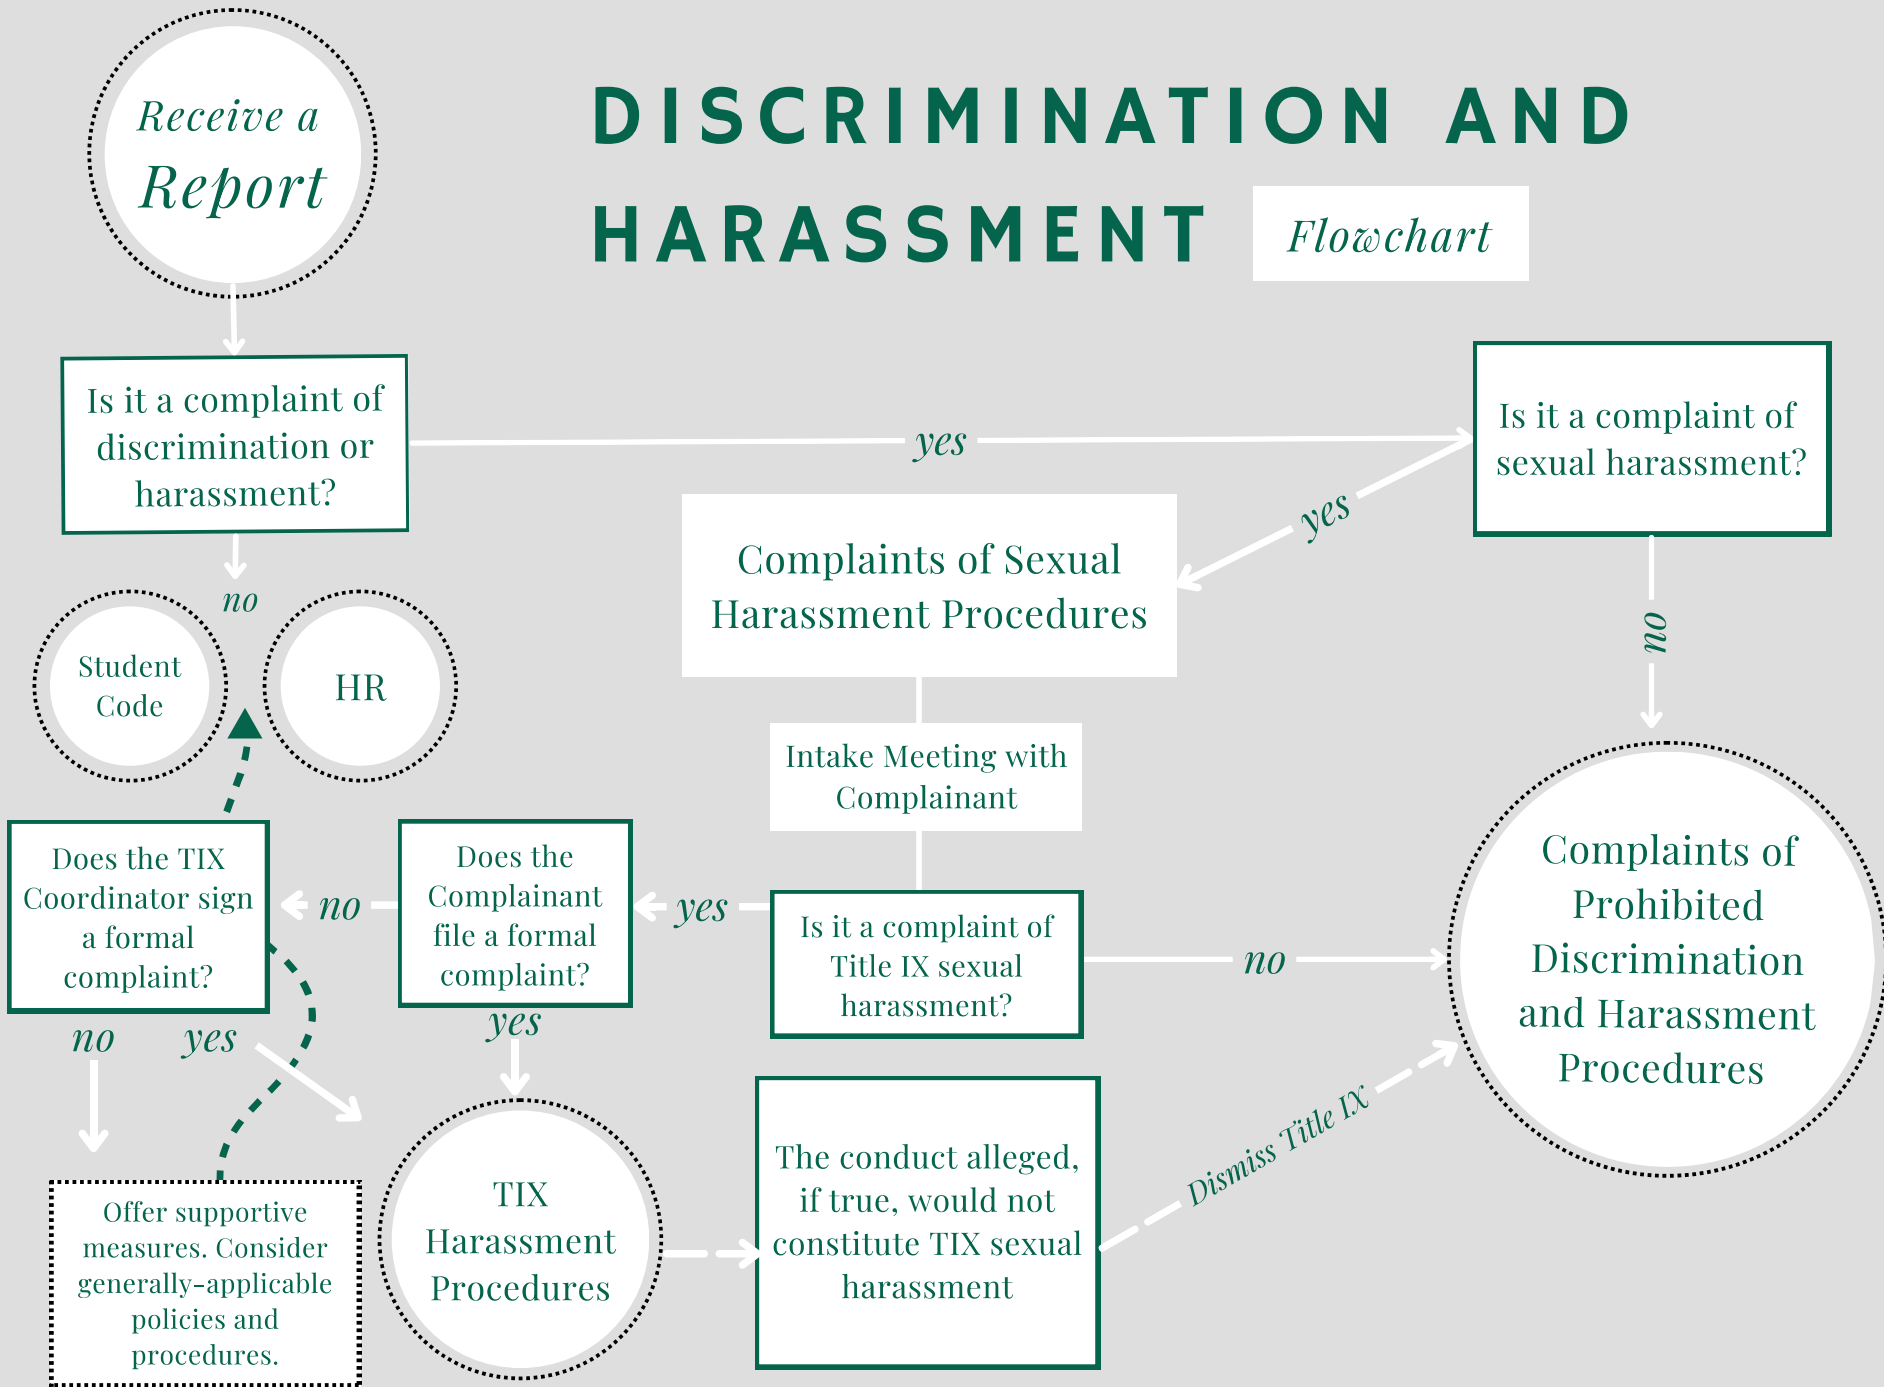 Receive a
Report
DISCRIMINATION AND
HARASSMENT
Flowchart
Is it a complaint of
discrimination or
harassment?
yes
Is it a complaint of
sexual harassment?
yes
no
no
Student
Code
HR
Complaints of Sexual
Harassment Procedures
Intake Meeting with
Complainant
Does the TIX
Coordinator sign
a formal
complaint?
no
Does the
Complainant
file a formal
complaint?
yes
Is it a complaint of
Title IX sexual
harassment?
no
Complaints of
Prohibited
Discrimination
and Harassment
Procedures
no
yes
yes
Offer supportive
measures. Consider
generally-applicable
policies and
procedures.
TIX
Harassment
Procedures
The conduct alleged,
if true, would not
constitute TIX sexual
harassment
Dismiss Title IX